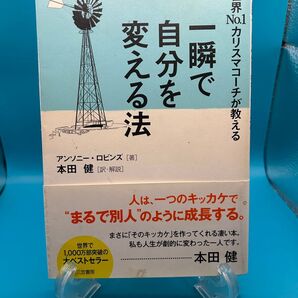 界No.1カリスマコーチが教える
一瞬で
自分を
変える法
アンソニー・ロビンズ[著]
本田 健[訳・解説]
人は、一つのキッカケで
“まるで別人”のように成長する。
まさに「そのキッカケ」を作ってくれる凄い本。
私も人生が劇的に変わった一人です。
本田 健
世界で
1,000万部突破の
大ベストセラー
三笠書房